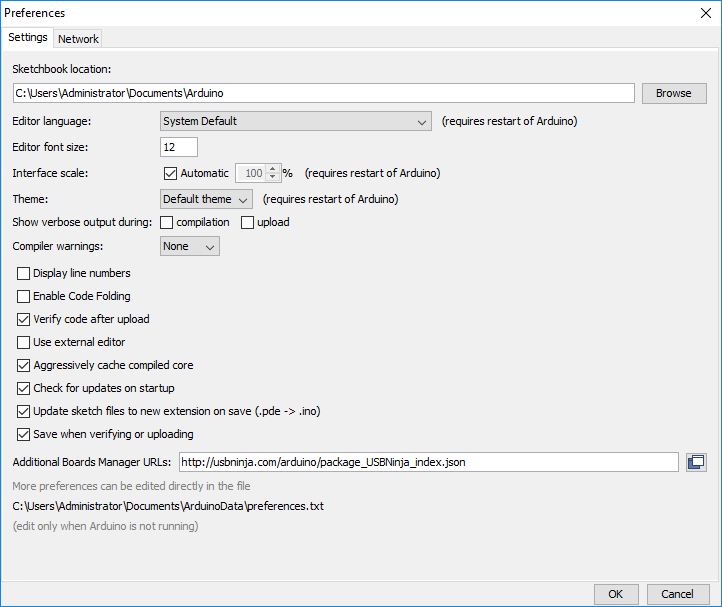 Preferences
Settings Network
Sketchbook location:
C:\Users\Administrator\Documents\Arduino Browse
Editor language: System Default (requires restart of Arduino)
Editor font size: 12
Interface scale: Automatic 100 % (requires restart of Arduino)
Theme: Default theme (requires restart of Arduino)
Show verbose output during: compilation upload
Compiler warnings: None
Display line numbers
Enable Code Folding
Verify code after upload
Use external editor
Aggressively cache compiled core
Check for updates on startup
Update sketch files to new extension on save (.pde -> .ino)
Save when verifying or uploading
Additional Boards Manager URLs: http://usbninja.com/arduino/package_USBNinja_index.json
More preferences can be edited directly in the file
C:\Users\Administrator\Documents\ArduinoData\preferences.txt
(edit only when Arduino is not running)
OK Cancel